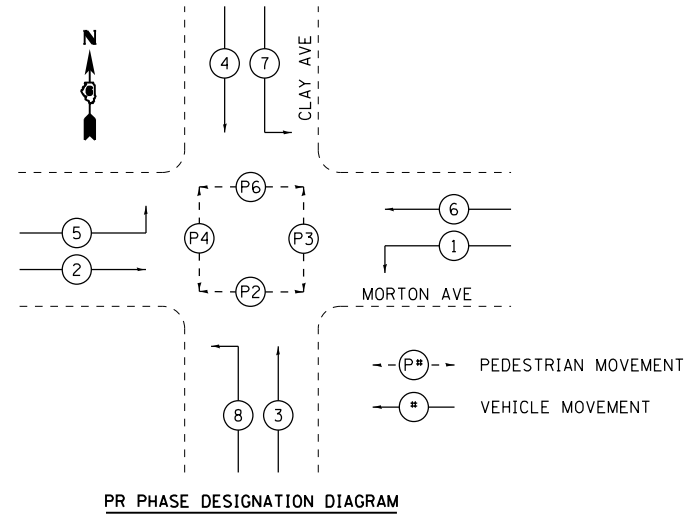 N
4
7
CLAY AVE
P6
6
5
P4
P3
1
2
P2
MORTON AVE
P# PEDESTRIAN MOVEMENT
# VEHICLE MOVEMENT
8
3
PR PHASE DESIGNATION DIAGRAM